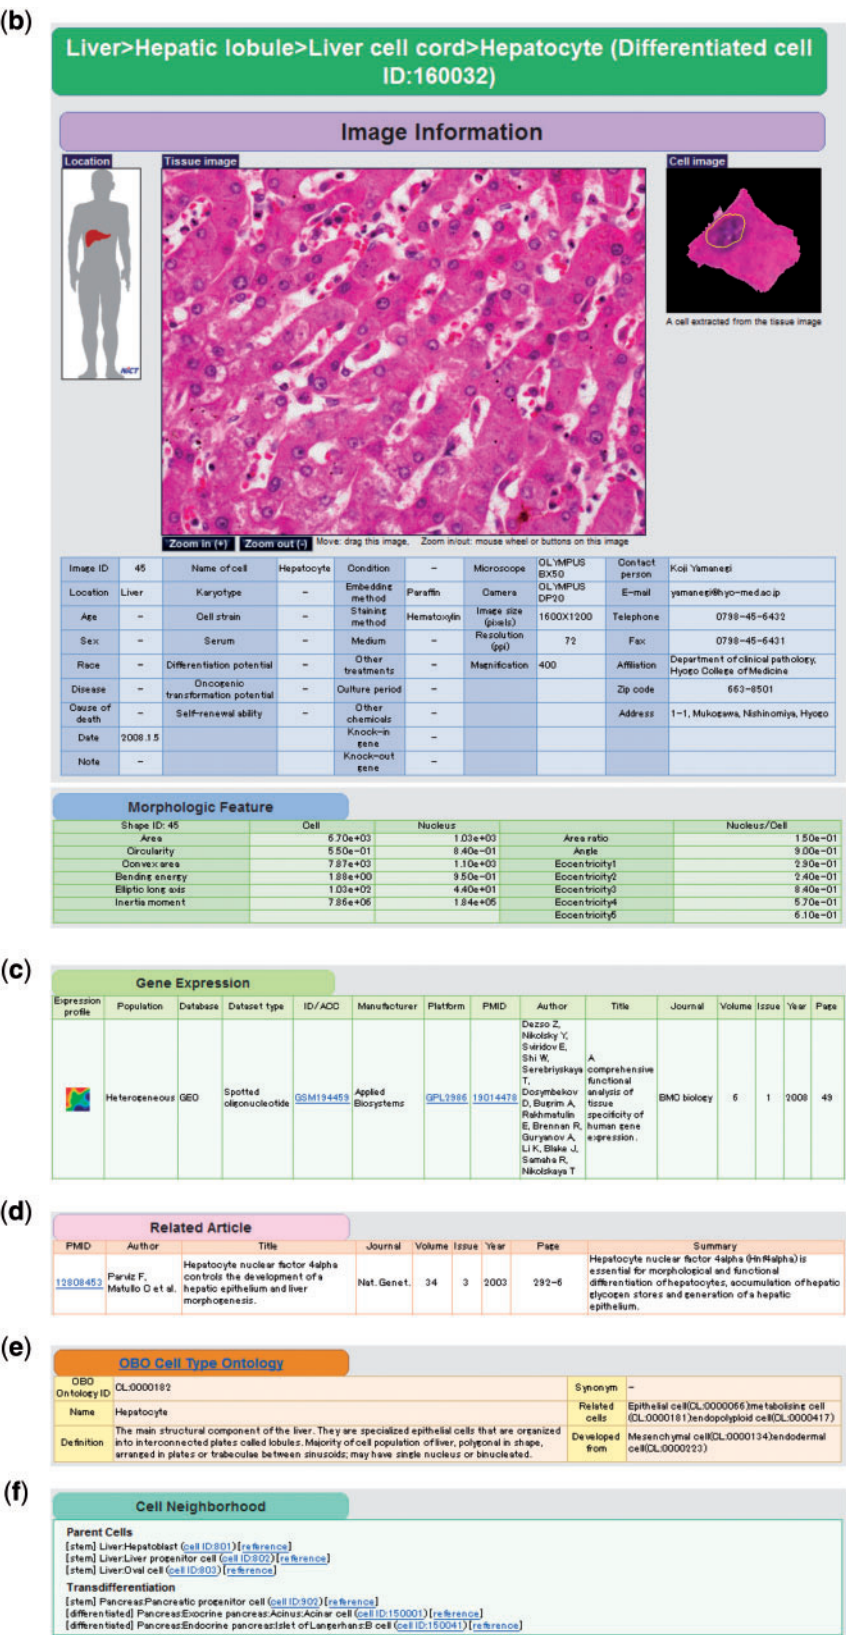 (b)
Liver>Hepatic lobule>Liver cell cord>Hepatocyte (Differentiated cell
ID:160032)
Image Information
Location
Tissue image
Cell image
NiCT
A cell extracted from the tissue image
Zoom in (+) Zoom out (-) Move: drag this image, Zoom in/out: mouse wheel or buttons on this image
Image ID 45 Name of cell Hepatocyte Condition - Microscope OLYMPUS BX50 Contact person Koji Yamanegi
Location Liver Karyotype - Embedding method Paraffin Camera OLYMPUS DP20 E-mail yamanegi@hyo-med.ac.jp
Age - Cell strain - Staining method Hematoxylin Image size (pixels) 1600X1200 Telephone 0798-45-6432
Sex - Serum - Medium - Resolution (ppi) 72 Fax 0798-45-6431
Race - Differentiation potential - Other treatments - Magnification 400 Affiliation Department of clinical pathology, Hyogo College of Medicine
Disease - Oncogenic transformation potential - Culture period - Zip code 663-8501
Cause of death - Self-renewal ability - Other chemicals - Address 1-1, Mukogawa, Nishinomiya, Hyogo
Date 2008.1.5 Knock-in gene -
Note - Knock-out gene -
Morphologic Feature
Shape ID: 45 Cell Nucleus Nucleus/Cell
Area 6.70e+03 1.03e+03 Area ratio 1.50e-01
Circularity 5.50e-01 8.40e-01 Angle 9.00e-01
Convex area 7.87e+03 1.10e+03 Eccentricity1 2.90e-01
Bending energy 1.88e+00 9.50e-01 Eccentricity2 2.40e-01
Elliptic long axis 1.03e+02 4.40e+01 Eccentricity3 8.40e-01
Inertia moment 7.86e+06 1.84e+05 Eccentricity4 5.70e-01
Eccentricity5 6.10e-01
(c)
Gene Expression
Expression profile Population Database Dataset type ID/ACC Manufacturer Platform PMID Author Title Journal Volume Issue Year Page
Heterogeneous GEO Spotted oligonucleotide GSM194459 Applied Biosystems GPL2986 19014478
Dezso Z,
Nikolsky Y,
Sviridov E,
Shi W,
Serebriyskaya
T,
Dosymbekov
D, Bugrim A,
Rakhmatulin
E, Brennan R,
Guryanov A,
Li K, Blake J,
Samaha R,
Nikolskaya T
A
comprehensive
functional
analysis of
tissue
specificity of
human gene
expression.
BMC biology 6 1 2008 49
(d)
Related Article
PMID Author Title Journal Volume Issue Year Page Summary
12808453
Parviz F,
Matullo C et al.
Hepatocyte nuclear factor 4alpha
controls the development of a
hepatic epithelium and liver
morphogenesis.
Nat. Genet. 34 3 2003 292-6
Hepatocyte nuclear factor 4alpha (Hnf4alpha) is
essential for morphological and functional
differentiation of hepatocytes, accumulation of hepatic
glycogen stores and generation of a hepatic
epithelium.
(e)
OBO Cell Type Ontology
OBO Ontology ID CL:0000182 Synonym -
Name Hepatocyte Related cells Epithelial cell(CL:0000066)metabolising cell
(CL:0000181)endopolyploid cell(CL:0000417)
Definition The main structural component of the liver. They are specialized epithelial cells that are organized
into interconnected plates called lobules. Majority of cell population of liver, polygonal in shape,
arranged in plates or trabeculae between sinusoids; may have single nucleus or binucleated.
Developed from Mesenchymal cell(CL:0000134)endodermal
cell(CL:0000223)
(f)
Cell Neighborhood
Parent Cells
[stem] Liver:Hepatoblast (cell ID:801)[reference]
[stem] Liver:Liver progenitor cell (cell ID:802)[reference]
[stem] Liver:Oval cell (cell ID:803)[reference]
Transdifferentiation
[stem] Pancreas:Pancreatic progenitor cell (cell ID:902)[reference]
[differentiated] Pancreas:Exocrine pancreas:Acinus:Acinar cell (cell ID:150001)[reference]
[differentiated] Pancreas:Endocrine pancreas:Islet of Langerhans:B cell (cell ID:150041)[reference]